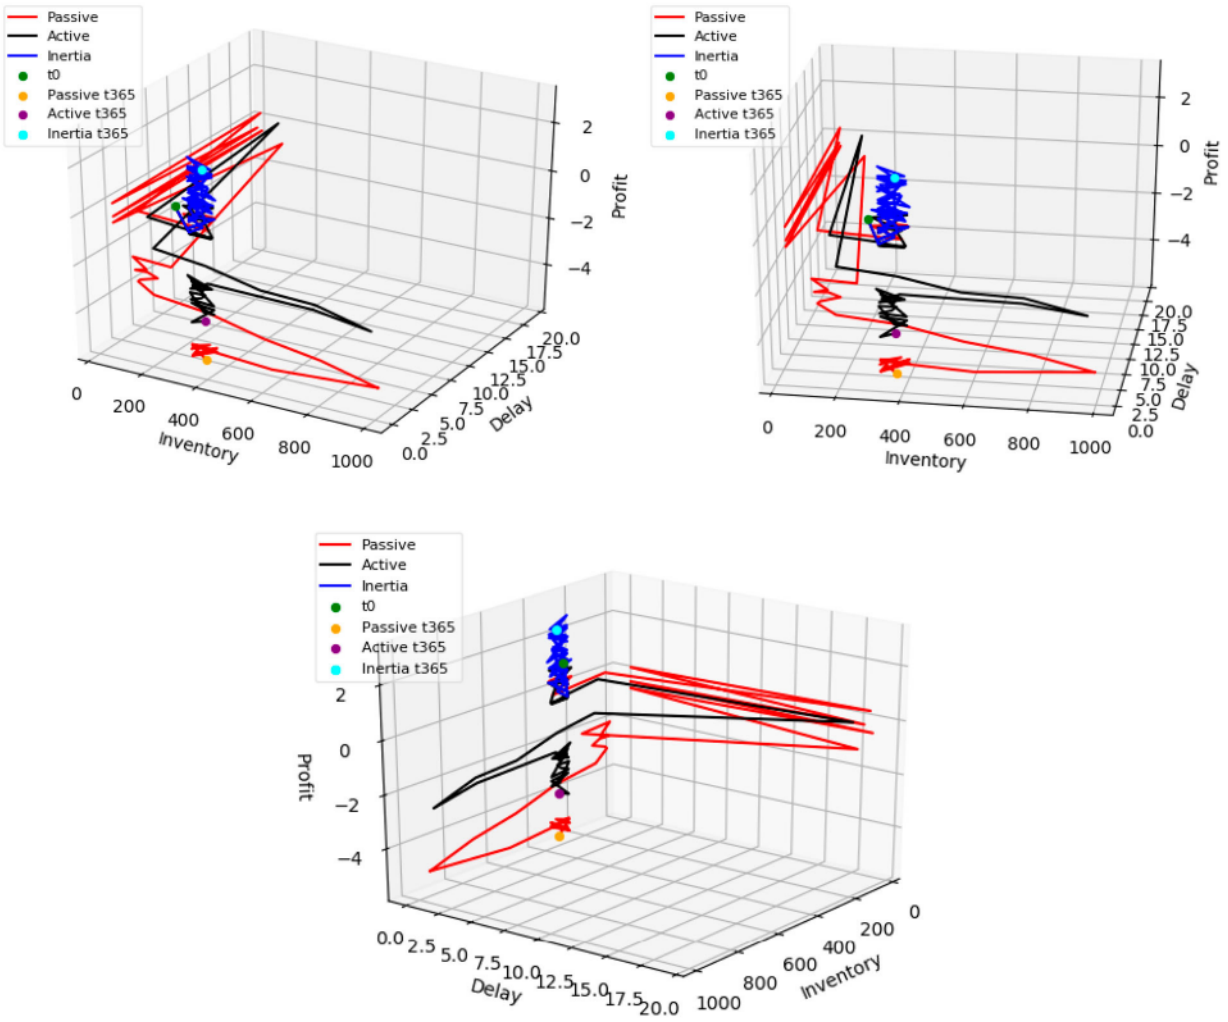 Passive
Active
Inertia
t0
Passive t365
Active t365
Inertia t365
2
0
−2
−4
Profit
0
200
400
600
800
1000
Inventory
0.0
2.5
5.0
7.5
10.0
12.5
15.0
17.5
20.0
Delay
Passive
Active
Inertia
t0
Passive t365
Active t365
Inertia t365
2
0
−2
−4
Profit
0
200
400
600
800
1000
Inventory
20.0
17.5
15.0
12.5
10.0
7.5
5.0
2.5
0.0
Delay
Passive
Active
Inertia
t0
Passive t365
Active t365
Inertia t365
2
0
−2
−4
Profit
0.0
2.5
5.0
7.5
10.0
12.5
15.0
17.5
20.0
Delay
0
200
400
600
800
1000
Inventory